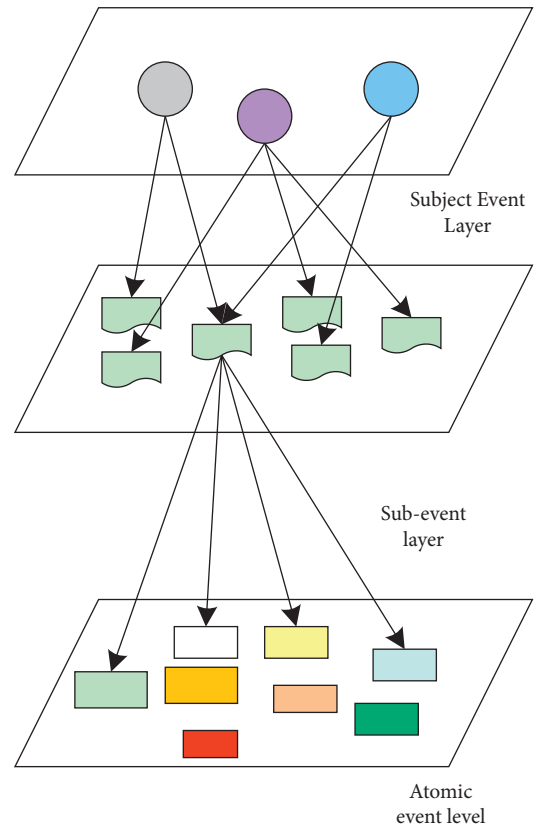 Subject Event
Layer
Sub-event
layer
Atomic
event level